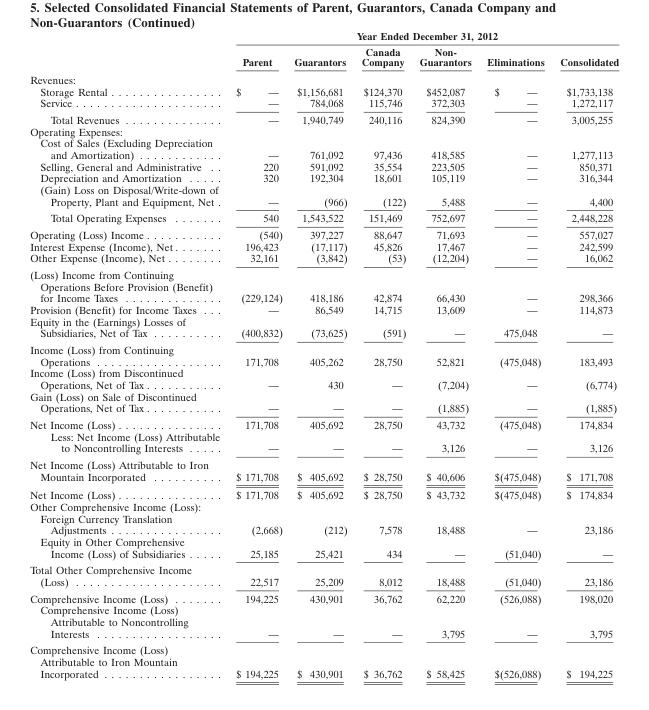 5. Selected Consolidated Financial Statements of Parent, Guarantors, Canada Company and
Non-Guarantors (Continued)
Year Ended December 31, 2012
Canada Non-
Parent Guarantors Company Guarantors Eliminations Consolidated
Revenues:
Storage Rental . . . . . . . . . . . . . . . . $ — $1,156,681 $124,370 $452,087 $ — $1,733,138
Service . . . . . . . . . . . . . . . . . . . . — 784,068 115,746 372,303 — 1,272,117
Total Revenues . . . . . . . . . . . . . . . — 1,940,749 240,116 824,390 — 3,005,255
Operating Expenses:
Cost of Sales (Excluding Depreciation
and Amortization) . . . . . . . . . . . . — 761,092 97,436 418,585 — 1,277,113
Selling, General and Administrative . . 220 591,092 35,554 223,505 — 850,371
Depreciation and Amortization . . . . . 320 192,304 18,601 105,119 — 316,344
(Gain) Loss on Disposal/Write-down of
Property, Plant and Equipment, Net . — (966) (122) 5,488 — 4,400
Total Operating Expenses . . . . . . . 540 1,543,522 151,469 752,697 — 2,448,228
Operating (Loss) Income . . . . . . . . . . . (540) 397,227 88,647 71,693 — 557,027
Interest Expense (Income), Net . . . . . . . 196,423 (17,117) 45,826 17,467 — 242,599
Other Expense (Income), Net . . . . . . . . 32,161 (3,842) (53) (12,204) — 16,062
(Loss) Income from Continuing
Operations Before Provision (Benefit)
for Income Taxes . . . . . . . . . . . . . . (229,124) 418,186 42,874 66,430 — 298,366
Provision (Benefit) for Income Taxes . . . — 86,549 14,715 13,609 — 114,873
Equity in the (Earnings) Losses of
Subsidiaries, Net of Tax . . . . . . . . . . (400,832) (73,625) (591) — 475,048 —
Income (Loss) from Continuing
Operations . . . . . . . . . . . . . . . . . . 171,708 405,262 28,750 52,821 (475,048) 183,493
Income (Loss) from Discontinued
Operations, Net of Tax . . . . . . . . . . . — 430 — (7,204) — (6,774)
Gain (Loss) on Sale of Discontinued
Operations, Net of Tax . . . . . . . . . . . — — — (1,885) — (1,885)
Net Income (Loss) . . . . . . . . . . . . . . . 171,708 405,692 28,750 43,732 (475,048) 174,834
Less: Net Income (Loss) Attributable
to Noncontrolling Interests . . . . . — — — 3,126 — 3,126
Net Income (Loss) Attributable to Iron
Mountain Incorporated . . . . . . . . . . $ 171,708 $ 405,692 $ 28,750 $ 40,606 $(475,048) $ 171,708
Net Income (Loss) . . . . . . . . . . . . . . . $ 171,708 $ 405,692 $ 28,750 $ 43,732 $(475,048) $ 174,834
Other Comprehensive Income (Loss):
Foreign Currency Translation
Adjustments . . . . . . . . . . . . . . . . (2,668) (212) 7,578 18,488 — 23,186
Equity in Other Comprehensive
Income (Loss) of Subsidiaries . . . . . 25,185 25,421 434 — (51,040) —
Total Other Comprehensive Income
(Loss) . . . . . . . . . . . . . . . . . . . . . 22,517 25,209 8,012 18,488 (51,040) 23,186
Comprehensive Income (Loss) . . . . . . . 194,225 430,901 36,762 62,220 (526,088) 198,020
Comprehensive Income (Loss)
Attributable to Noncontrolling
Interests . . . . . . . . . . . . . . . . . . — — — 3,795 — 3,795
Comprehensive Income (Loss)
Attributable to Iron Mountain
Incorporated . . . . . . . . . . . . . . . . . $ 194,225 $ 430,901 $ 36,762 $ 58,425 $(526,088) $ 194,225